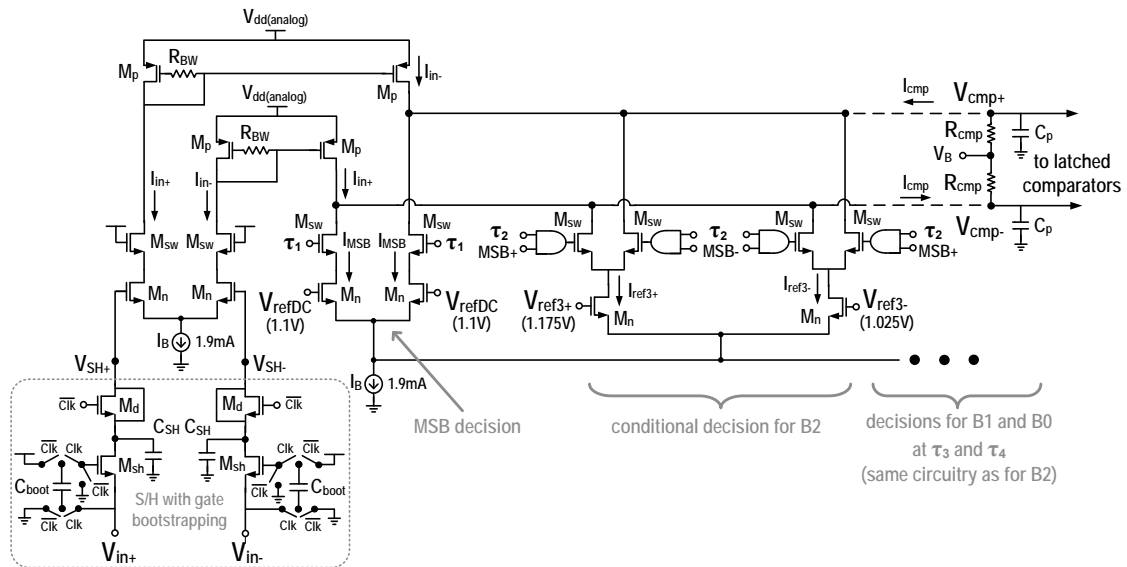 Vdd(analog)
RBW
Mp
Mp
Iin-
Vdd(analog)
Icmp
Vcmp+
Mp
RBW
Mp
Rcmp
Cp
VB
to latched
comparators
Iin+
Iin-
Iin+
Icmp
Rcmp
Vcmp-
Cp
Msw
Msw
Msw
Msw
Msw
Msw
Msw
Msw
τ1
IMSB
IMSB
τ1
τ2
MSB+
τ2
MSB-
τ2
MSB-
τ2
MSB+
Mn
Mn
VrefDC
(1.1V)
Mn
Mn
VrefDC
(1.1V)
Vref3+
(1.175V)
Iref3+
Mn
Iref3-
Mn
Vref3-
(1.025V)
IB
1.9mA
VSH+
VSH-
IB
1.9mA
MSB decision
conditional decision for B2
decisions for B1 and B0
at τ3 and τ4
(same circuitry as for B2)
Clk
Md
Md
Clk
CSH
CSH
Clk
Clk
Msh
Clk
Cboot
Clk
Clk
S/H with gate
bootstrapping
Clk
Clk
Msh
Clk
Cboot
Clk
Clk
Vin+
Vin-